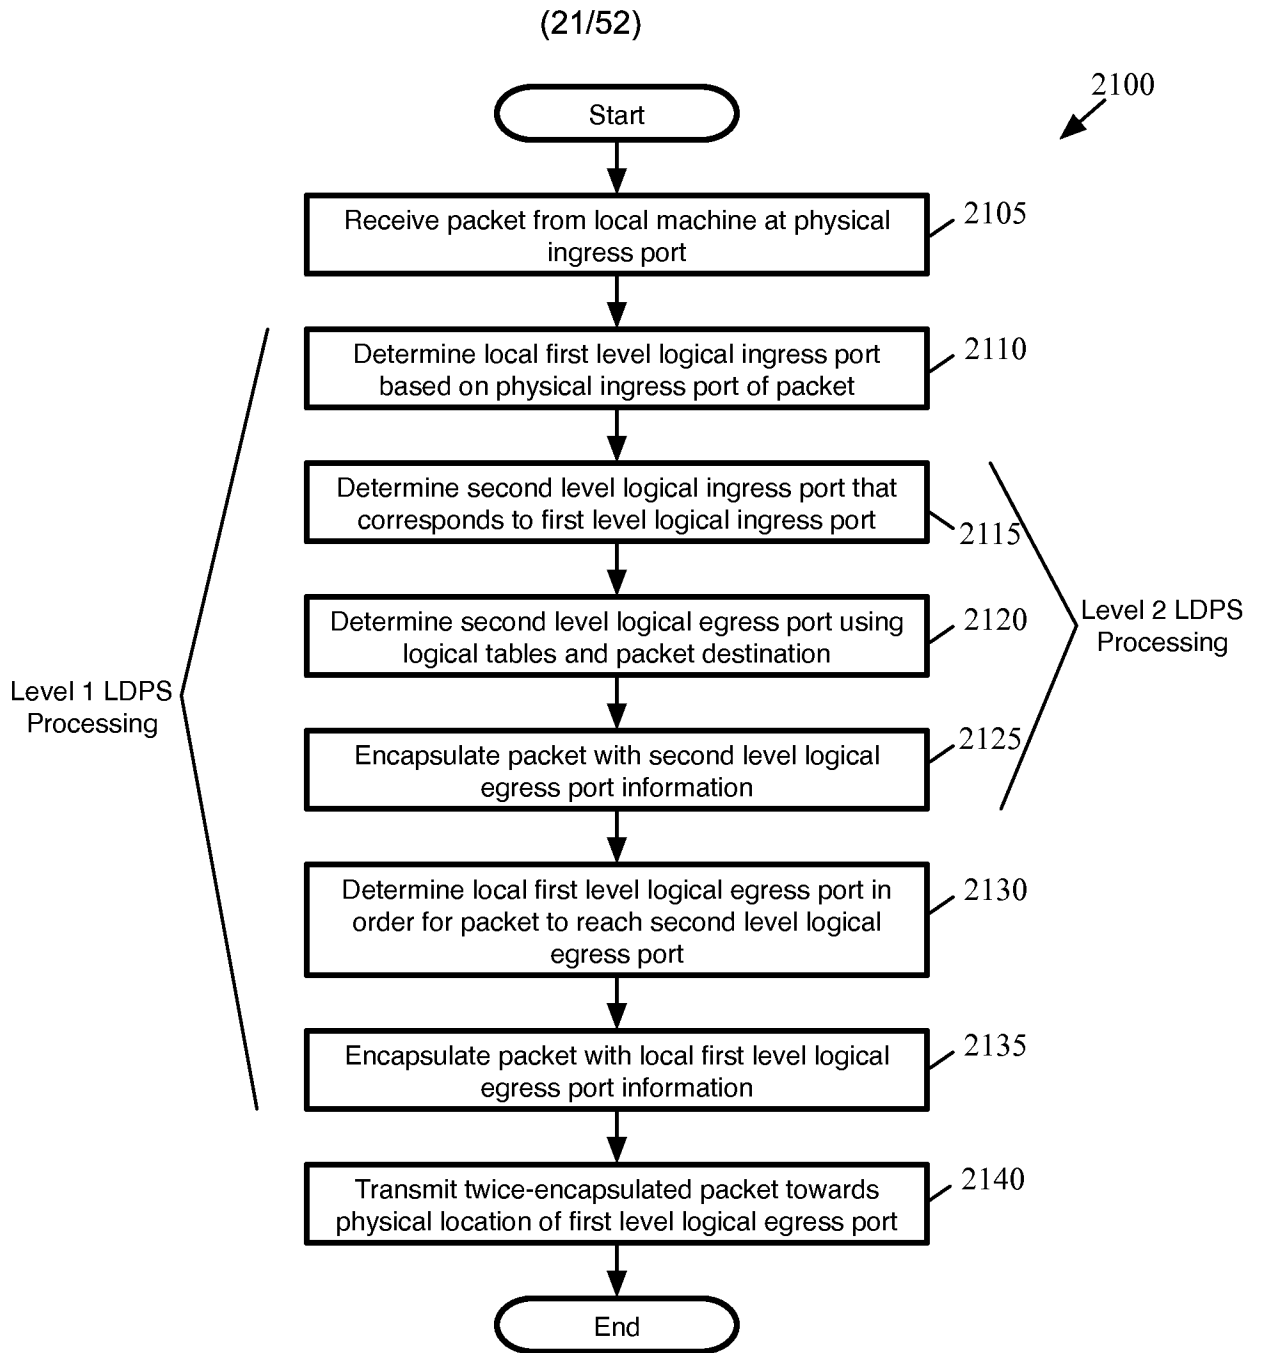 (21/52)
2100
Start
Receive packet from local machine at physical
ingress port
2105
Determine local first level logical ingress port
based on physical ingress port of packet
2110
Determine second level logical ingress port that
corresponds to first level logical ingress port
2115
Determine second level logical egress port using
logical tables and packet destination
2120
Level 2 LDPS
Processing
Level 1 LDPS
Processing
Encapsulate packet with second level logical
egress port information
2125
Determine local first level logical egress port in
order for packet to reach second level logical
egress port
2130
Encapsulate packet with local first level logical
egress port information
2135
Transmit twice-encapsulated packet towards
physical location of first level logical egress port
2140
End